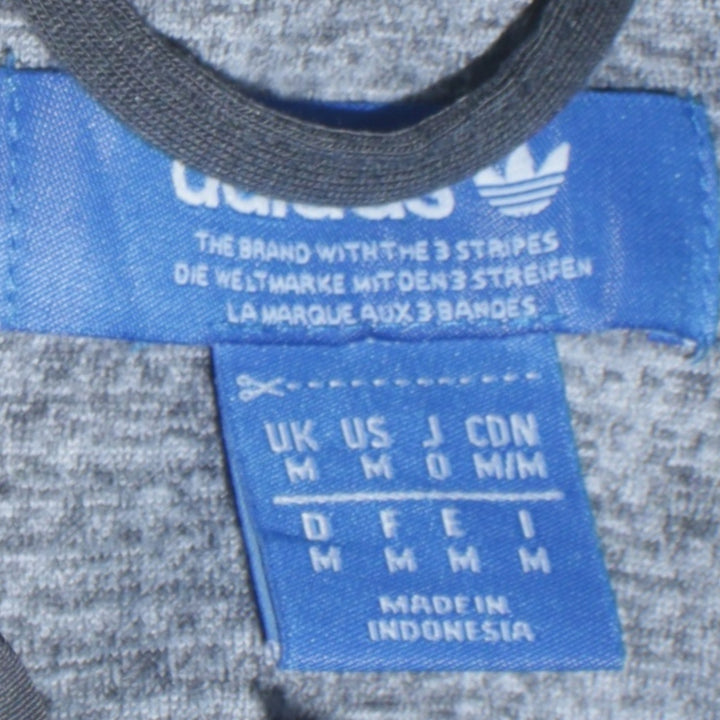 adidas
THE BRAND WITH THE 3 STRIPES
DIE WELTMARKE MIT DEN 3 STREIFEN
LA MARQUE AUX 3 BANDES
UK US J CDN
M M O M/M
D F E I
M M M M
MADE IN
INDONESIA